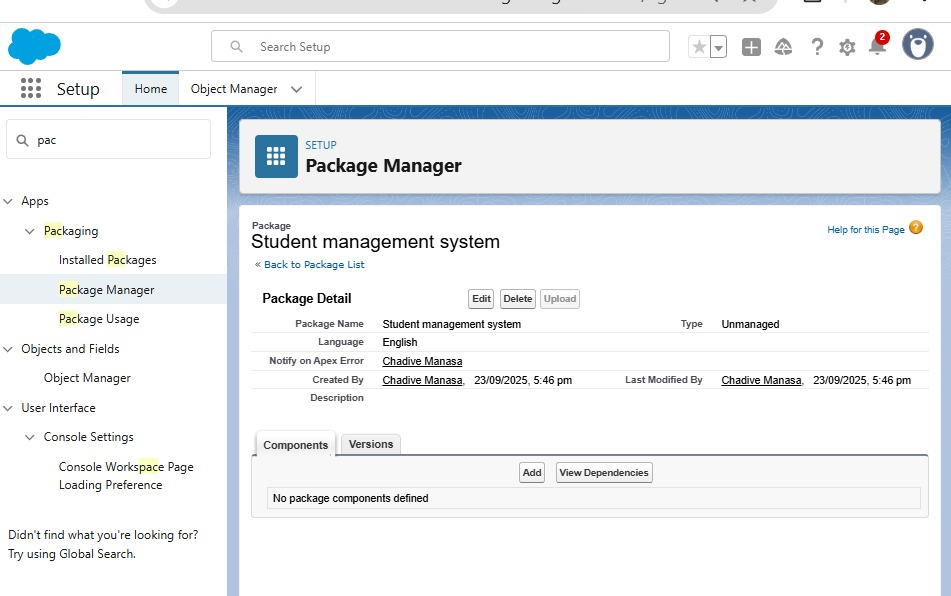 Search Setup
2
Setup
Home
Object Manager
pac
Apps
Packaging
Installed Packages
Package Manager
Package Usage
Objects and Fields
Object Manager
User Interface
Console Settings
Console Workspace Page
Loading Preference
Didn't find what you're looking for?
Try using Global Search.
SETUP
Package Manager
Package
Student management system
Help for this Page ?
« Back to Package List
Package Detail
Edit Delete Upload
Package Name Student management system Type Unmanaged
Language English
Notify on Apex Error Chadive Manasa
Created By Chadive Manasa, 23/09/2025, 5:46 pm Last Modified By Chadive Manasa, 23/09/2025, 5:46 pm
Description
Components Versions
Add View Dependencies
No package components defined